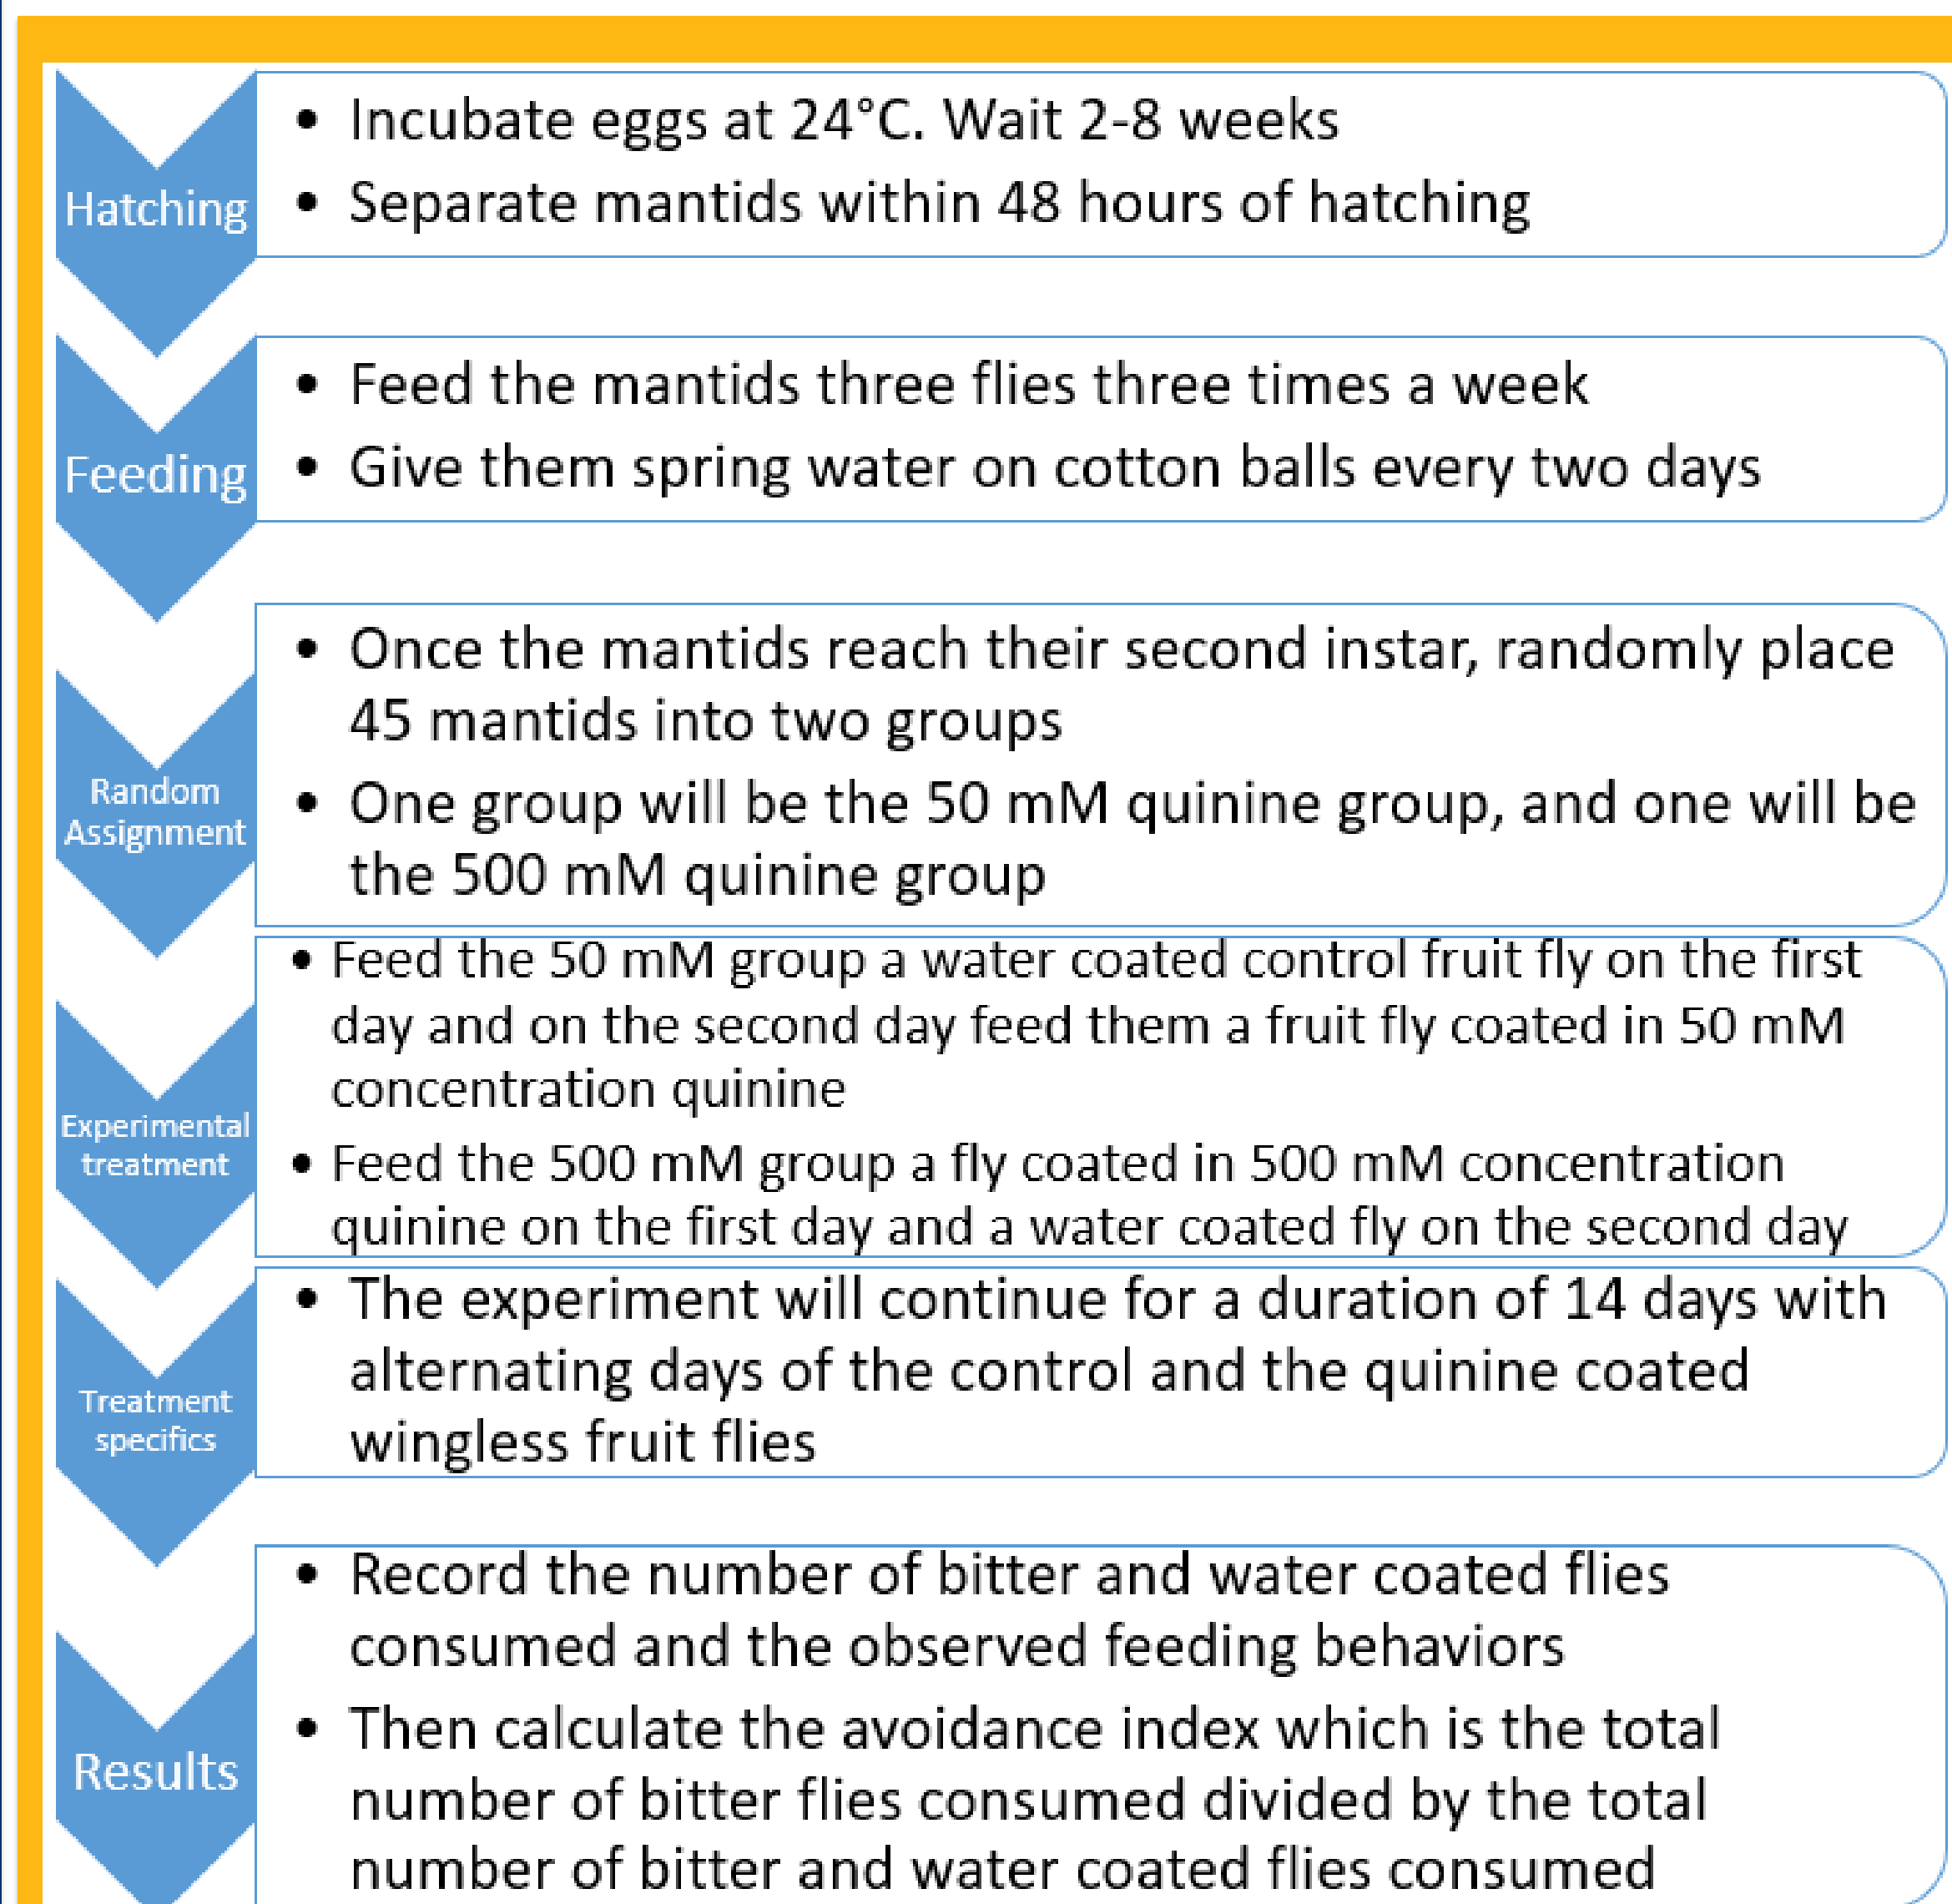 Hatching
• Incubate eggs at 24°C. Wait 2-8 weeks
• Separate mantids within 48 hours of hatching
Feeding
• Feed the mantids three flies three times a week
• Give them spring water on cotton balls every two days
Random
Assignment
• Once the mantids reach their second instar, randomly place
45 mantids into two groups
• One group will be the 50 mM quinine group, and one will be
the 500 mM quinine group
Experimental
treatment
• Feed the 50 mM group a water coated control fruit fly on the first
day and on the second day feed them a fruit fly coated in 50 mM
concentration quinine
• Feed the 500 mM group a fly coated in 500 mM concentration
quinine on the first day and a water coated fly on the second day
Treatment
specifics
• The experiment will continue for a duration of 14 days with
alternating days of the control and the quinine coated
wingless fruit flies
Results
• Record the number of bitter and water coated flies
consumed and the observed feeding behaviors
• Then calculate the avoidance index which is the total
number of bitter flies consumed divided by the total
number of bitter and water coated flies consumed